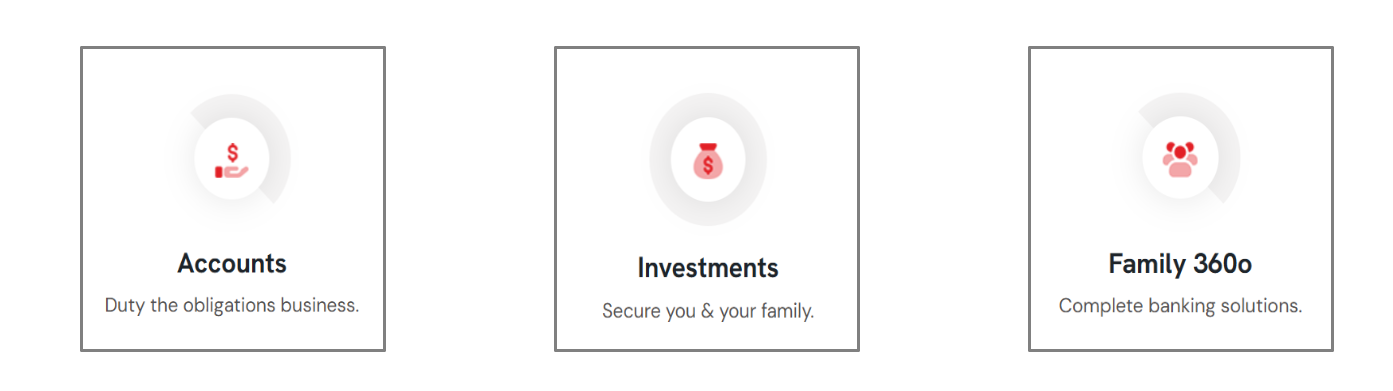 $
Accounts
Duty the obligations business.
$
Investments
Secure you & your family.
Family 360o
Complete banking solutions.